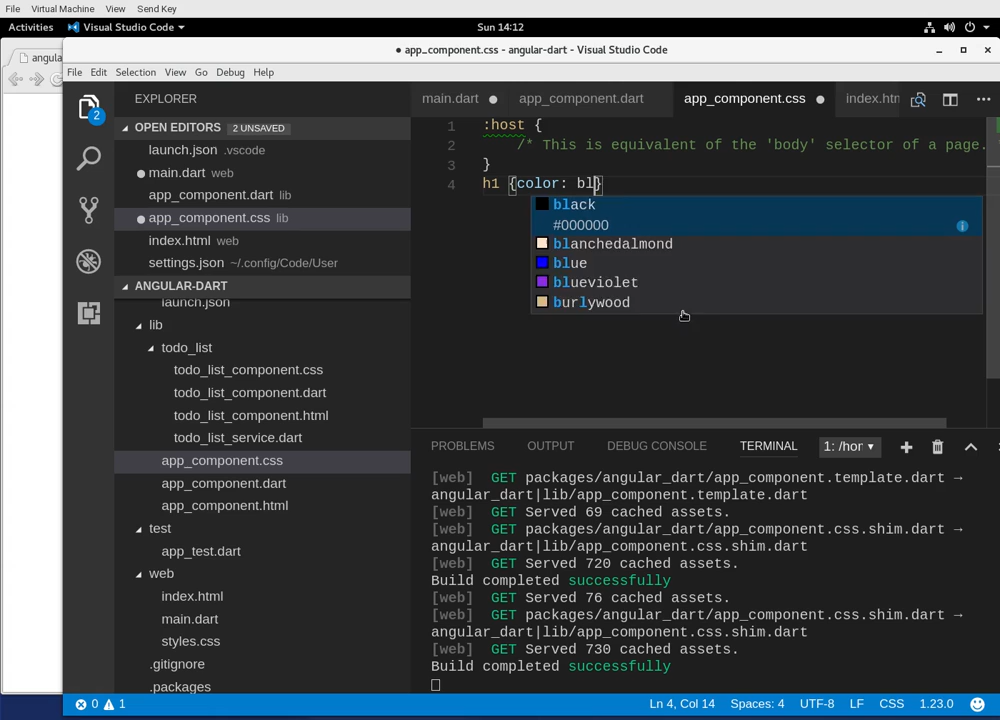 File Virtual Machine View Send Key
Activities Visual Studio Code Sun 14:12
angula
• app_component.css - angular-dart - Visual Studio Code
File Edit Selection View Go Debug Help
2
EXPLORER
OPEN EDITORS 2 UNSAVED
launch.json .vscode
main.dart web
app_component.dart lib
app_component.css lib
index.html web
settings.json ~/.config/Code/User
ANGULAR-DART
launch.json
lib
todo_list
todo_list_component.css
todo_list_component.dart
todo_list_component.html
todo_list_service.dart
app_component.css
app_component.dart
app_component.html
test
app_test.dart
web
index.html
main.dart
styles.css
.gitignore
.packages
main.dart app_component.dart app_component.css index.htm
1 :host {
2 /* This is equivalent of the 'body' selector of a page.
3 }
4 h1 {color: bl}
black
#000000
blanchedalmond
blue
blueviolet
burlywood
PROBLEMS OUTPUT DEBUG CONSOLE TERMINAL 1: /hor
[web] GET packages/angular_dart/app_component.template.dart →
angular_dart|lib/app_component.template.dart
[web] GET Served 69 cached assets.
[web] GET packages/angular_dart/app_component.css.shim.dart →
angular_dart|lib/app_component.css.shim.dart
[web] GET Served 720 cached assets.
Build completed successfully
[web] GET Served 76 cached assets.
[web] GET packages/angular_dart/app_component.css.shim.dart →
angular_dart|lib/app_component.css.shim.dart
[web] GET Served 730 cached assets.
Build completed successfully
0 1 Ln 4, Col 14 Spaces: 4 UTF-8 LF CSS 1.23.0